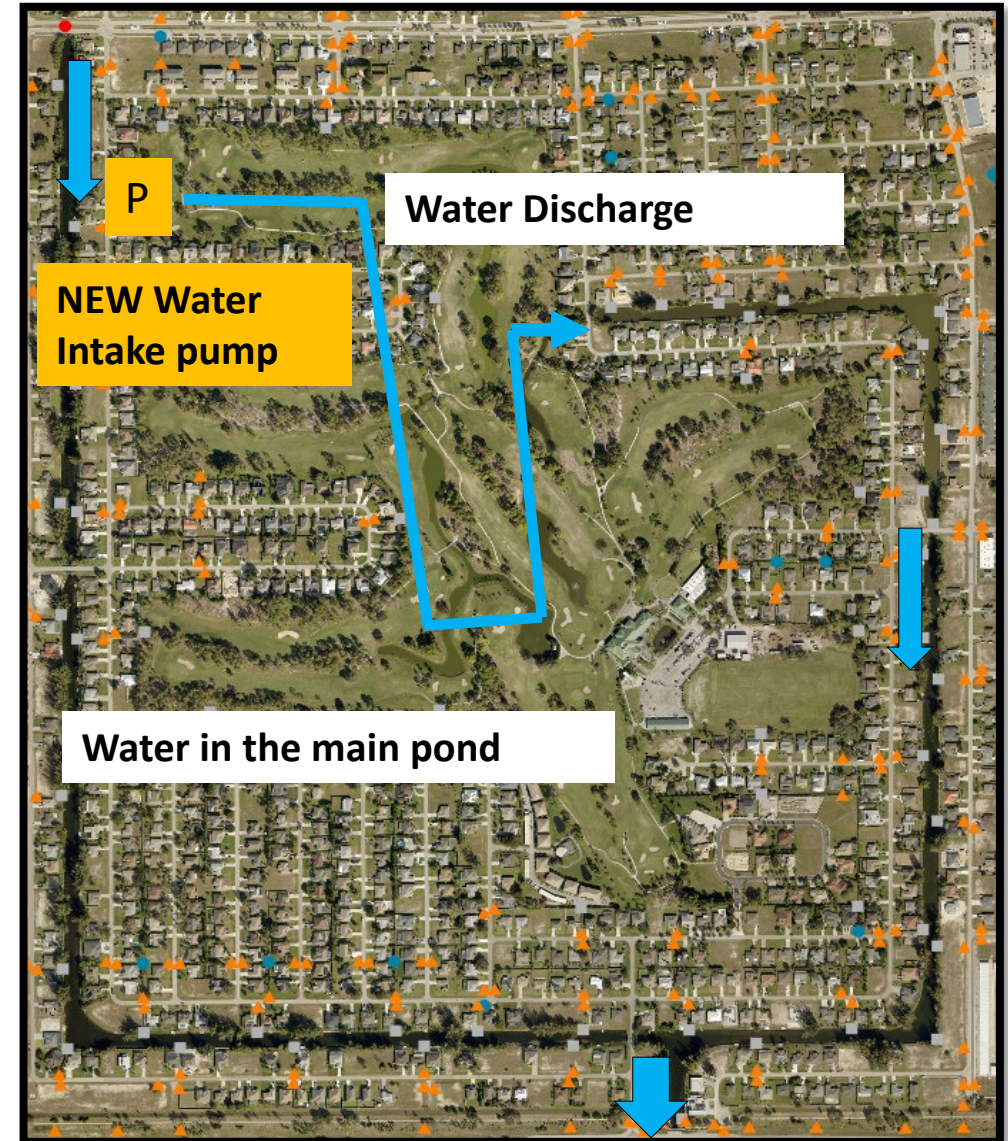 P
Water Discharge
NEW Water
Intake pump
Water in the main pond